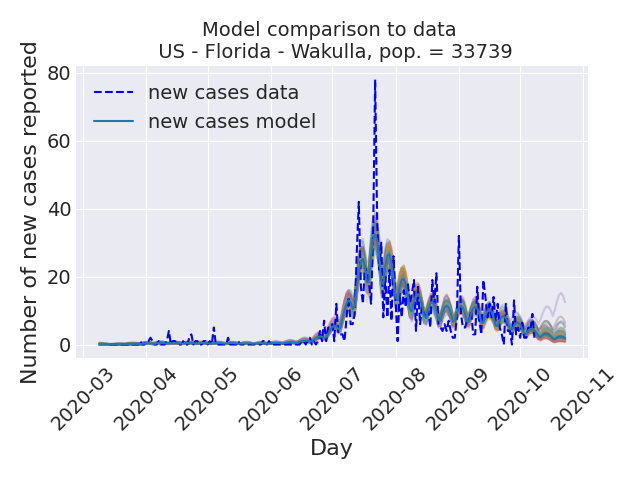 Model comparison to data
US - Florida - Wakulla, pop. = 33739
Number of new cases reported
80
60
40
20
0
new cases data
new cases model
2020-03
2020-04
2020-05
2020-06
2020-07
2020-08
2020-09
2020-10
2020-11
Day